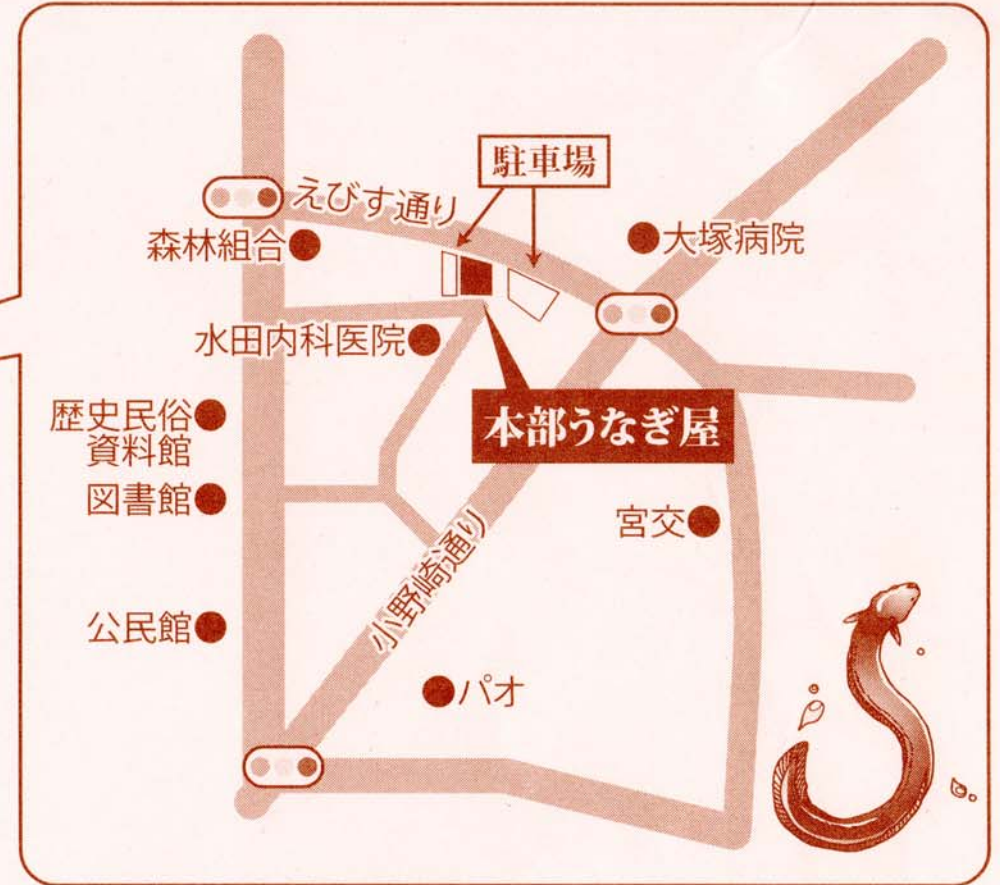 駐車場
えびす通り
森林組合
大塚病院
水田内科医院
本部うなぎ屋
歴史民俗
資料館
図書館
宮交
小野崎通り
公民館
パオ